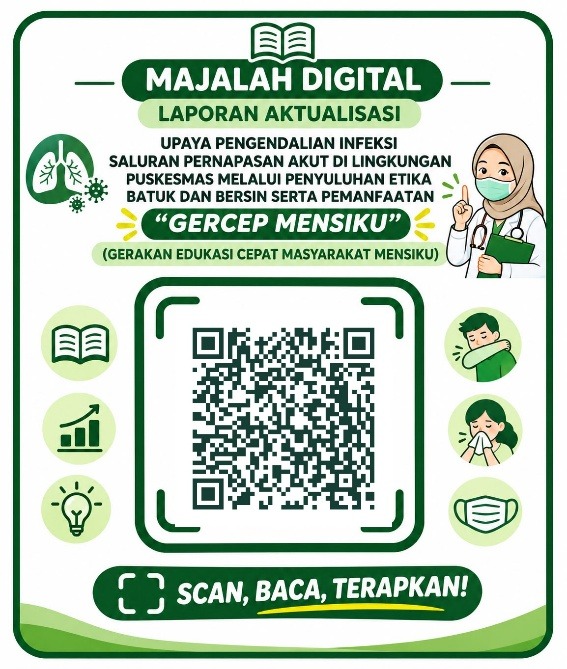 MAJALAH DIGITAL
LAPORAN AKTUALISASI
UPAYA PENGENDALIAN INFEKSI
SALURAN PERNAPASAN AKUT DI LINGKUNGAN
PUSKESMAS MELALUI PENYULUHAN ETIKA
BATUK DAN BERSIN SERTA PEMANFAATAN
“GERCEP MENSIKU”
(GERAKAN EDUKASI CEPAT MASYARAKAT MENSIKU)
SCAN, BACA, TERAPKAN!